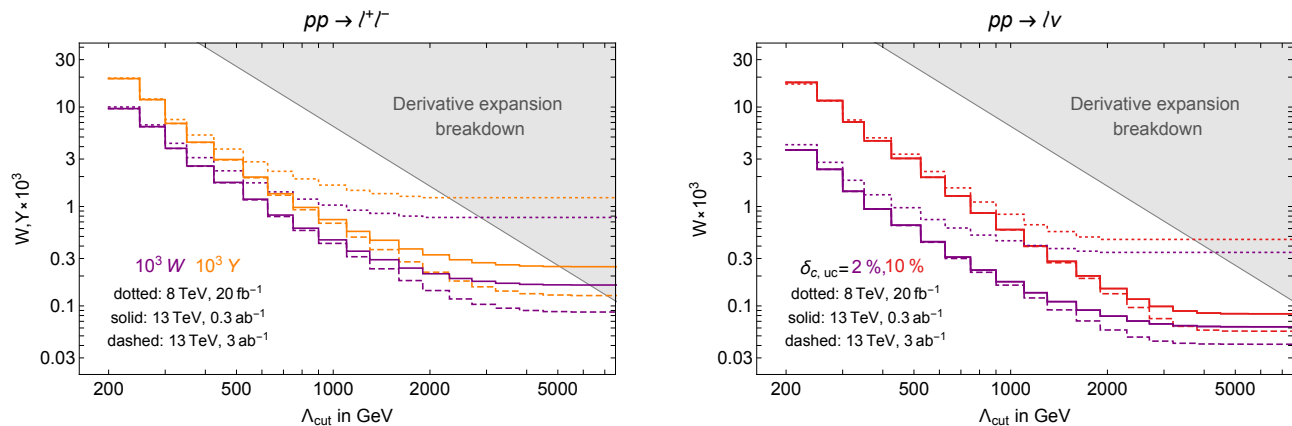 pp → l⁺l⁻
W, Y × 10³
30
10
3
1
0.3
0.1
0.03
Derivative expansion
breakdown
10³ W 10³ Y
dotted: 8 TeV, 20 fb⁻¹
solid: 13 TeV, 0.3 ab⁻¹
dashed: 13 TeV, 3 ab⁻¹
200 500 1000 2000 5000
Λcut in GeV
pp → lν
W × 10³
30
10
3
1
0.3
0.1
0.03
Derivative expansion
breakdown
δc, uc = 2 %, 10 %
dotted: 8 TeV, 20 fb⁻¹
solid: 13 TeV, 0.3 ab⁻¹
dashed: 13 TeV, 3 ab⁻¹
200 500 1000 2000 5000
Λcut in GeV